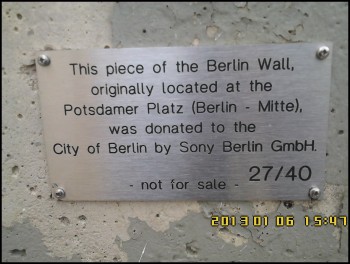 This piece of the Berlin Wall,
originally located at the
Potsdamer Platz (Berlin - Mitte),
was donated to the
City of Berlin by Sony Berlin GmbH.
- not for sale - 27/40
2013 01 06 15:47